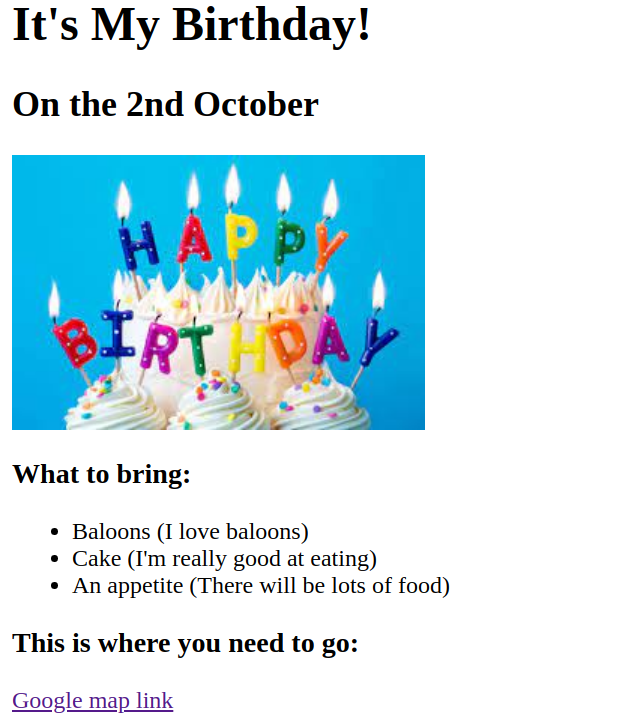 It's My Birthday!
On the 2nd October
HAPPY
BIRTHDAY
What to bring:
Baloons (I love baloons)
Cake (I'm really good at eating)
An appetite (There will be lots of food)
This is where you need to go:
Google map link